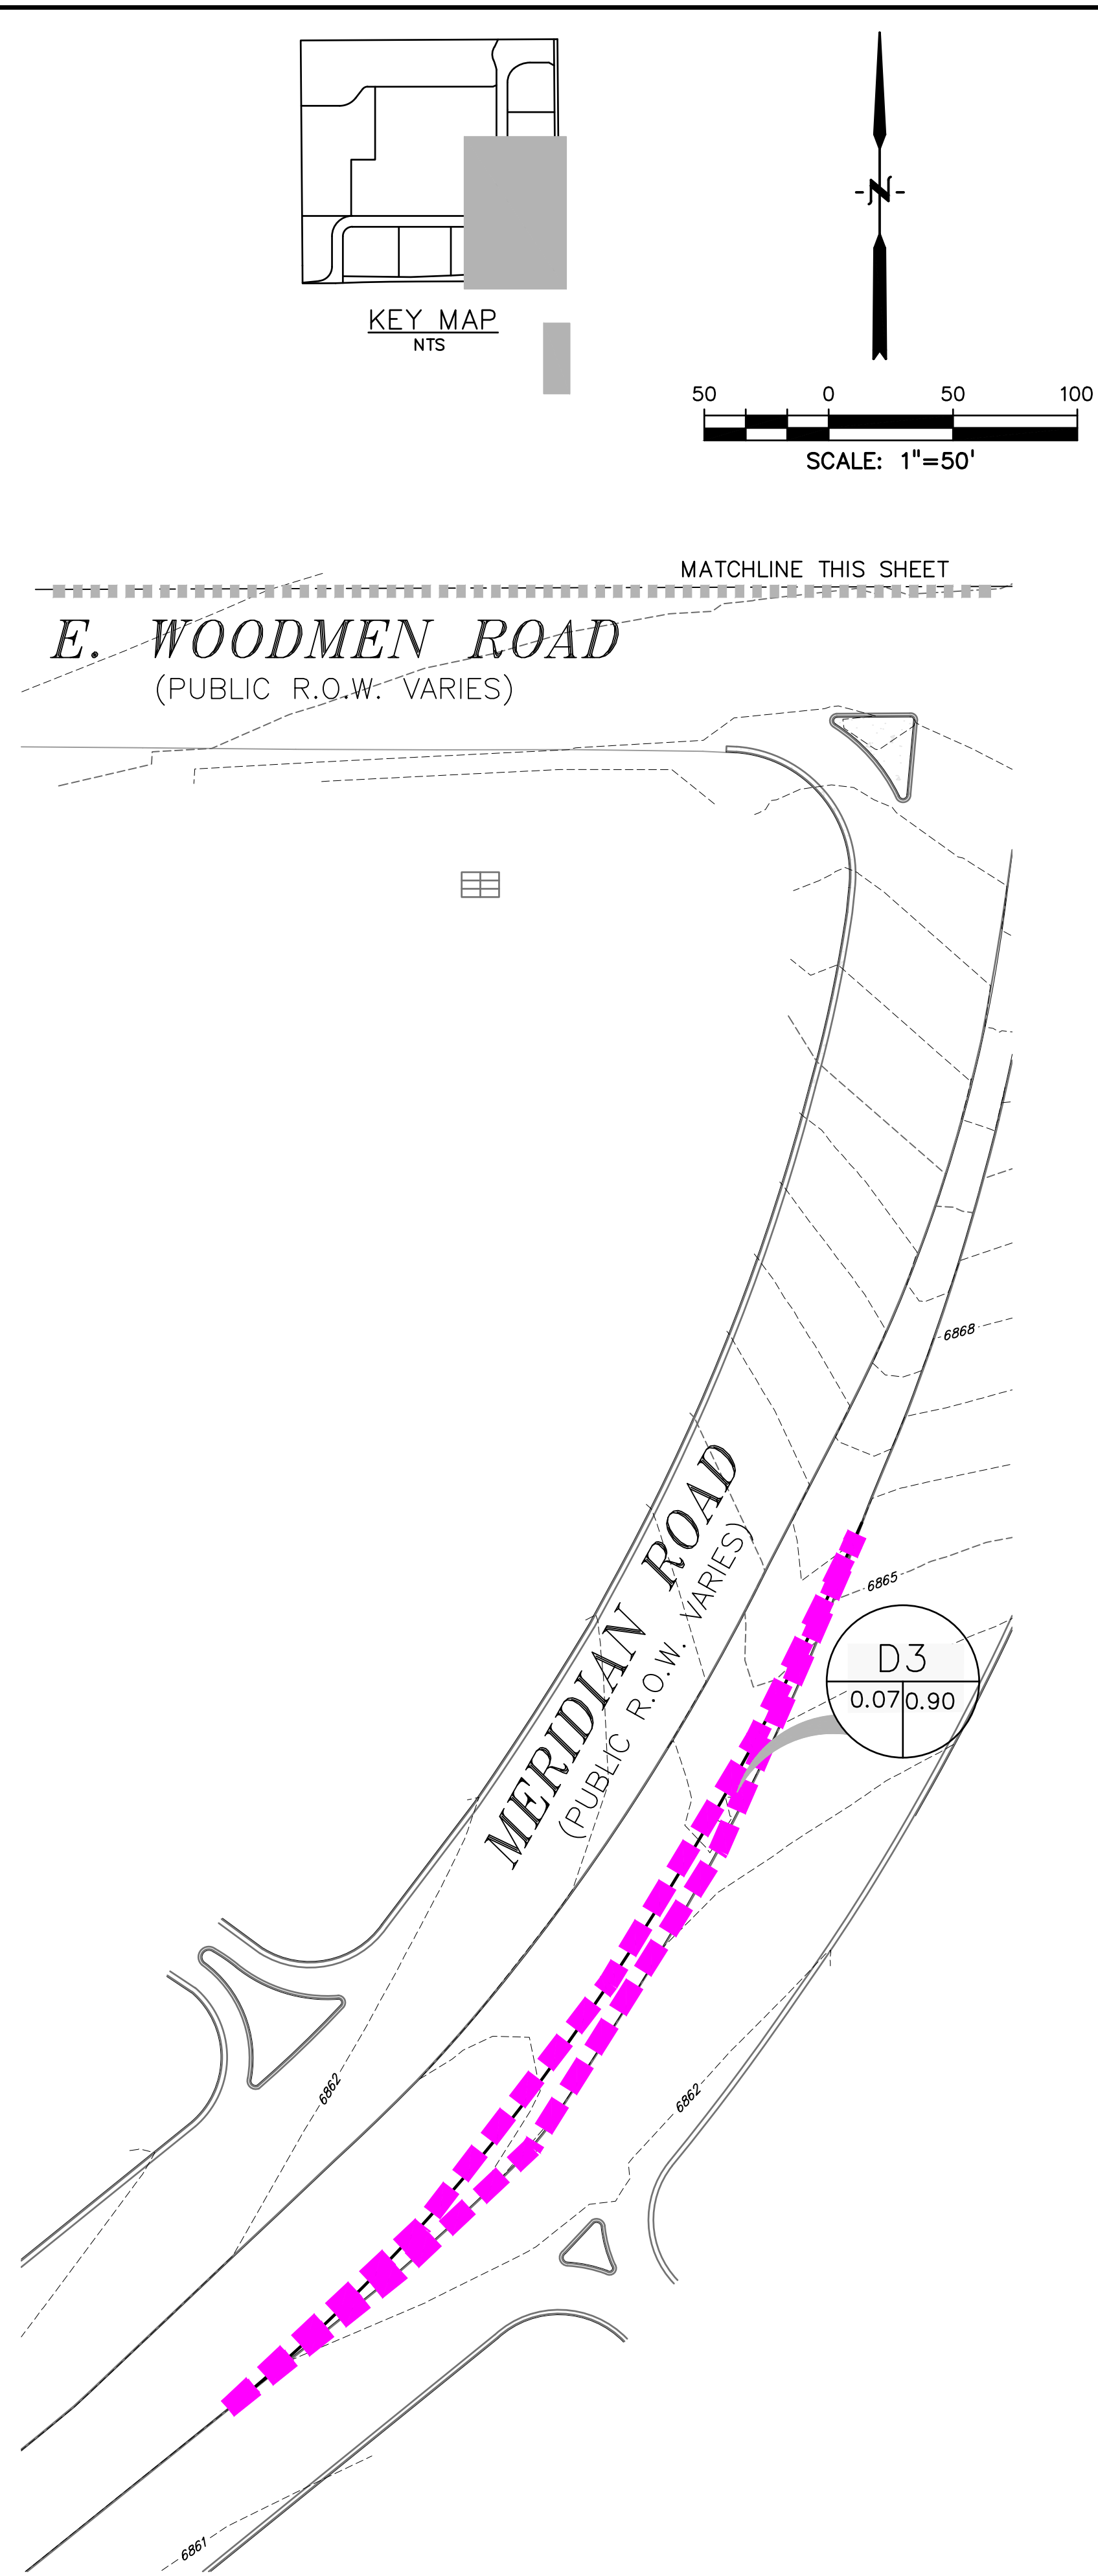 KEY MAP
NTS
-N-
50 0 50 100
SCALE: 1"=50'
MATCHLINE THIS SHEET
E. WOODMEN ROAD
(PUBLIC R.O.W. VARIES)
6868
6865
MERIDIAN ROAD
(PUBLIC R.O.W. VARIES)
D3
0.07 0.90
6862
6862
6861